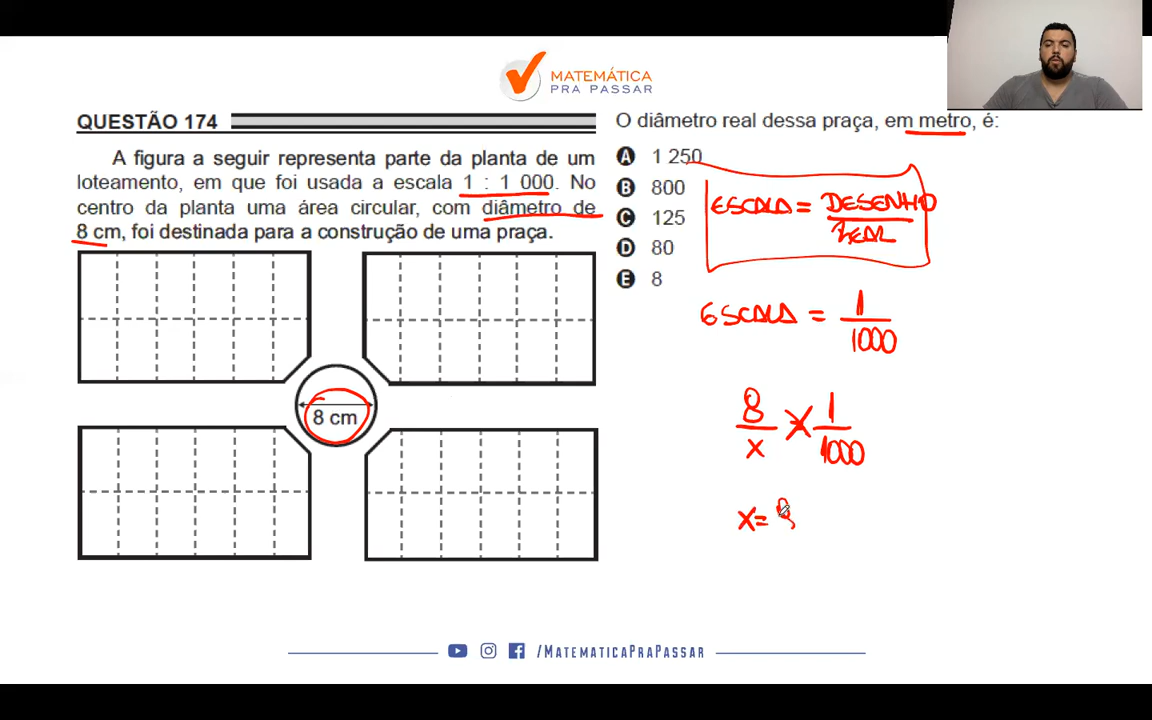 MATEMÁTICA
PRA PASSAR
QUESTÃO 174
A figura a seguir representa parte da planta de um
loteamento, em que foi usada a escala 1 : 1 000. No
centro da planta uma área circular, com diâmetro de
8 cm, foi destinada para a construção de uma praça.
8 cm
O diâmetro real dessa praça, em metro, é:
A 1 250
B 800
C 125
D 80
E 8
ESCALA = DESENHO
REAL
ESCALA = 1
1000
8 1
x 1000
x = 8
/MATEMATICAPRAPASSAR